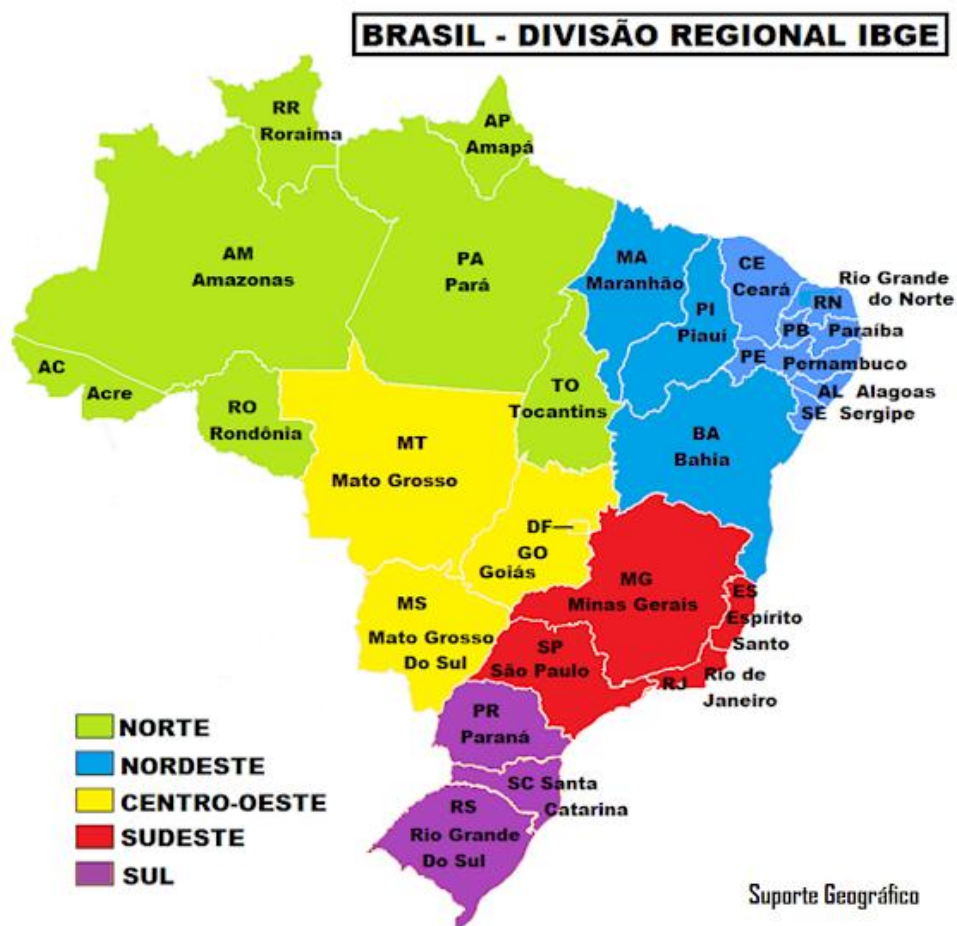 BRASIL - DIVISÃO REGIONAL IBGE
RR
Roraima
AP
Amapá
AM
Amazonas
PA
Pará
MA
Maranhão
CE
Ceará
Rio Grande
do Norte
RN
PI
Piauí
PB Paraíba
PE Pernambuco
AL Alagoas
SE Sergipe
AC
Acre
RO
Rondônia
TO
Tocantins
MT
Mato Grosso
BA
Bahia
DF
GO
Goiás
MG
Minas Gerais
ES
Espírito
Santo
MS
Mato Grosso
Do Sul
SP
São Paulo
RJ
Rio de
Janeiro
PR
Paraná
SC Santa
Catarina
RS
Rio Grande
Do Sul
NORTE
NORDESTE
CENTRO-OESTE
SUDESTE
SUL
Suporte Geográfico